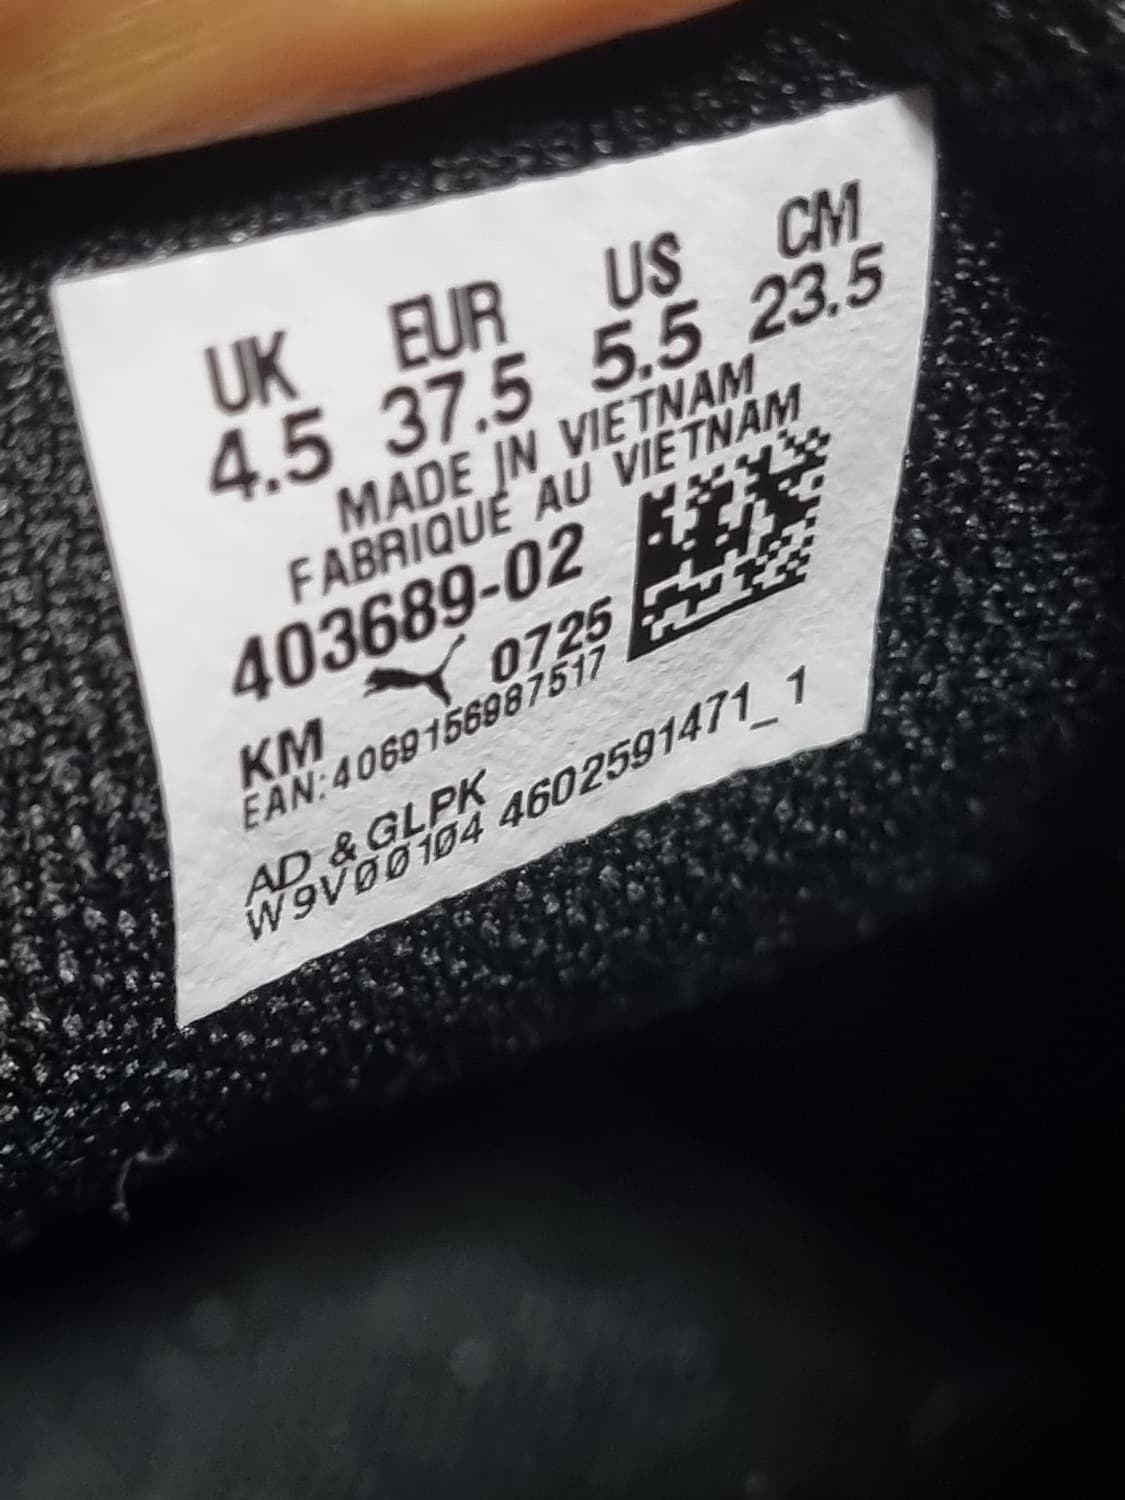 UK EUR US CM
4.5 37.5 5.5 23.5
MADE IN VIETNAM
FABRIQUÉ AU VIETNAM
403689-02
KM 0725
EAN:4069156987517
AD & GLPK
W9V00104 4602591471_1